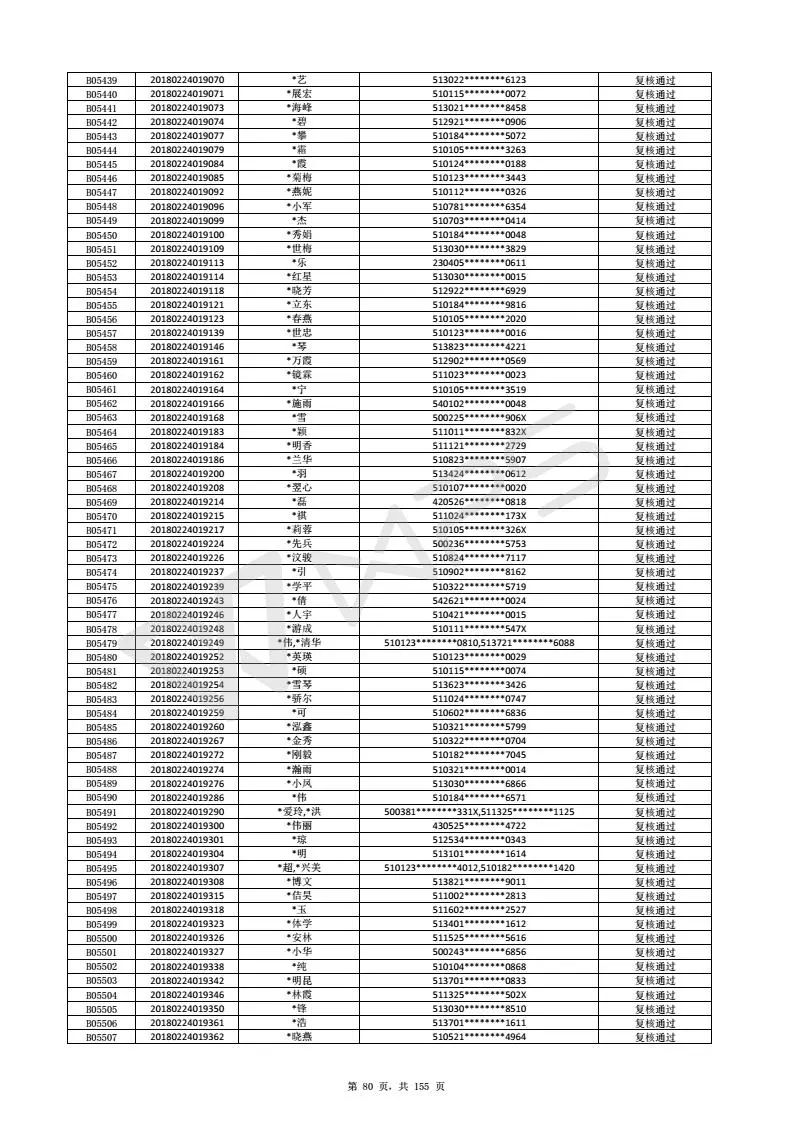 B05439 20180224019070 *艺 513022********6123 复核通过
B05440 20180224019071 *展宏 510115********0072 复核通过
B05441 20180224019073 *海峰 513021********8458 复核通过
B05442 20180224019074 *碧 512921********0906 复核通过
B05443 20180224019077 *攀 510184********5072 复核通过
B05444 20180224019079 *霜 510105********3263 复核通过
B05445 20180224019084 *霞 510124********0188 复核通过
B05446 20180224019085 *菊梅 510123********3443 复核通过
B05447 20180224019092 *燕妮 510112********0326 复核通过
B05448 20180224019096 *小军 510781********6354 复核通过
B05449 20180224019099 *杰 510703********0414 复核通过
B05450 20180224019100 *秀娟 510184********0048 复核通过
B05451 20180224019109 *世梅 513030********3829 复核通过
B05452 20180224019113 *乐 230405********0611 复核通过
B05453 20180224019114 *红星 513030********0015 复核通过
B05454 20180224019118 *晓芳 512922********6929 复核通过
B05455 20180224019121 *立东 510184********9816 复核通过
B05456 20180224019123 *春燕 510105********2020 复核通过
B05457 20180224019139 *世忠 510123********0016 复核通过
B05458 20180224019146 *琴 513823********4221 复核通过
B05459 20180224019161 *万霞 512902********0569 复核通过
B05460 20180224019162 *镜霖 511023********0023 复核通过
B05461 20180224019164 *宁 510105********3519 复核通过
B05462 20180224019166 *施雨 540102********0048 复核通过
B05463 20180224019168 *雪 500225********906X 复核通过
B05464 20180224019183 *颖 511011********832X 复核通过
B05465 20180224019184 *明香 511121********2729 复核通过
B05466 20180224019186 *兰华 510823********5907 复核通过
B05467 20180224019200 *羽 513424********0612 复核通过
B05468 20180224019208 *翌心 510107********0020 复核通过
B05469 20180224019214 *磊 420526********0818 复核通过
B05470 20180224019215 *祺 511024********173X 复核通过
B05471 20180224019217 *莉蓉 510105********326X 复核通过
B05472 20180224019224 *先兵 500236********5753 复核通过
B05473 20180224019226 *汶骏 510824********7117 复核通过
B05474 20180224019237 *引 510902********8162 复核通过
B05475 20180224019239 *学平 510322********5719 复核通过
B05476 20180224019243 *倩 542621********0024 复核通过
B05477 20180224019246 *人宇 510421********0015 复核通过
B05478 20180224019248 *游成 510111********547X 复核通过
B05479 20180224019249 *伟,*清华 510123********0810,513721********6088 复核通过
B05480 20180224019252 *英瑛 510123********0029 复核通过
B05481 20180224019253 *硕 510115********0074 复核通过
B05482 20180224019254 *雪琴 513623********3426 复核通过
B05483 20180224019256 *骄尔 511024********0747 复核通过
B05484 20180224019259 *可 510602********6836 复核通过
B05485 20180224019260 *泓鑫 510321********5799 复核通过
B05486 20180224019267 *金秀 510322********0704 复核通过
B05487 20180224019272 *刚毅 510182********7045 复核通过
B05488 20180224019274 *瀚雨 510321********0014 复核通过
B05489 20180224019276 *小凤 513030********6866 复核通过
B05490 20180224019286 *伟 510184********6571 复核通过
B05491 20180224019290 *爱玲,*洪 500381********331X,511325********1125 复核通过
B05492 20180224019300 *伟丽 430525********4722 复核通过
B05493 20180224019301 *琼 512534********0343 复核通过
B05494 20180224019304 *明 513101********1614 复核通过
B05495 20180224019307 *超,*兴美 510123********4012,510182********1420 复核通过
B05496 20180224019308 *博文 513821********9011 复核通过
B05497 20180224019315 *佶昊 511002********2813 复核通过
B05498 20180224019318 *玉 511602********2527 复核通过
B05499 20180224019323 *体学 513401********1612 复核通过
B05500 20180224019326 *安林 511525********5616 复核通过
B05501 20180224019327 *小华 500243********6856 复核通过
B05502 20180224019338 *纯 510104********0868 复核通过
B05503 20180224019342 *明昆 513701********0833 复核通过
B05504 20180224019346 *林霞 511325********502X 复核通过
B05505 20180224019350 *锋 513030********8510 复核通过
B05506 20180224019361 *浩 513701********1611 复核通过
B05507 20180224019362 *晓燕 510521********4964 复核通过
WPS
第 80 页，共 155 页